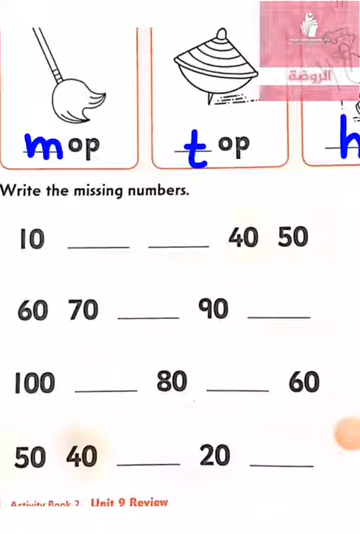 الروضة
mop
top
h
Write the missing numbers.
10 ____ ____ 40 50
60 70 ____ 90 ____
100 ____ 80 ____ 60
50 40 ____ 20 ____
Activity Book 2 Unit 9 Review